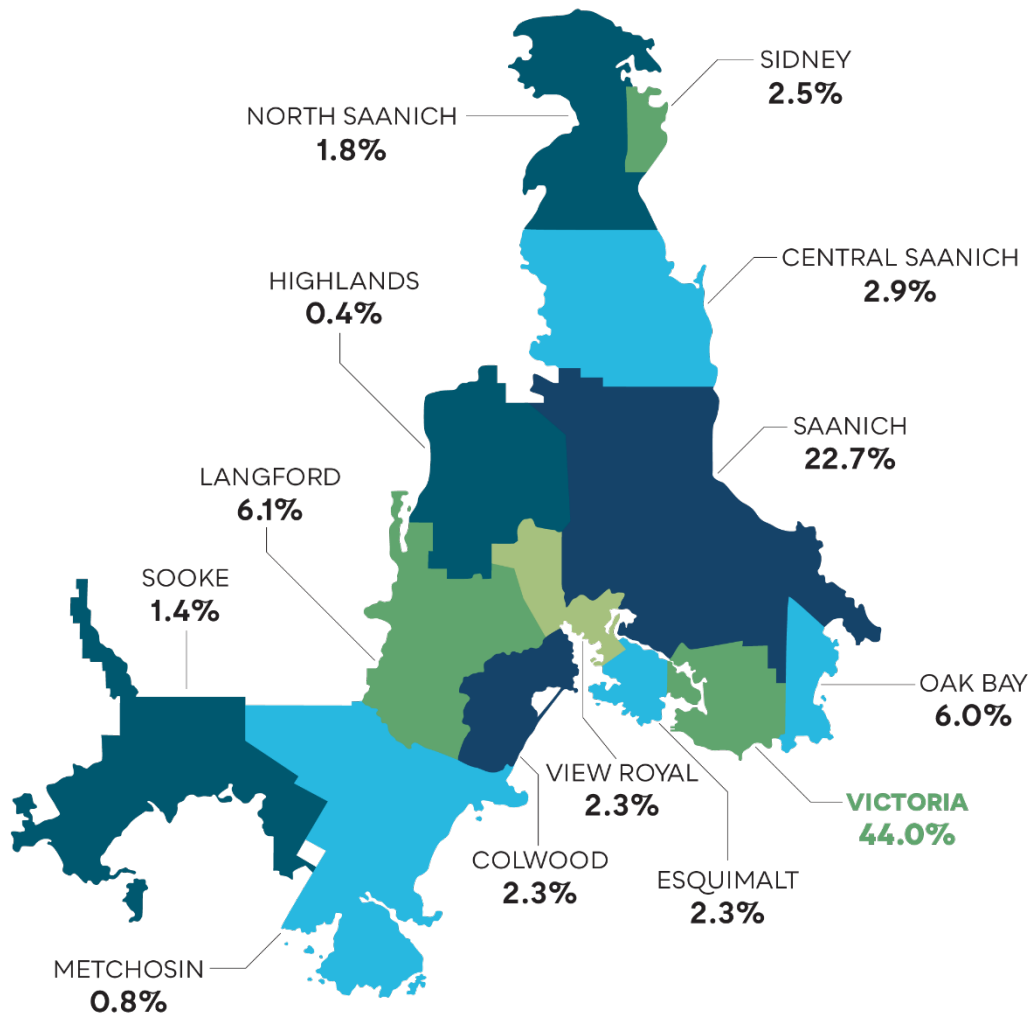 SIDNEY
2.5%
NORTH SAANICH
1.8%
CENTRAL SAANICH
2.9%
HIGHLANDS
0.4%
SAANICH
22.7%
LANGFORD
6.1%
SOOKE
1.4%
OAK BAY
6.0%
VIEW ROYAL
2.3%
VICTORIA
44.0%
COLWOOD
2.3%
ESQUIMALT
2.3%
METCHOSIN
0.8%